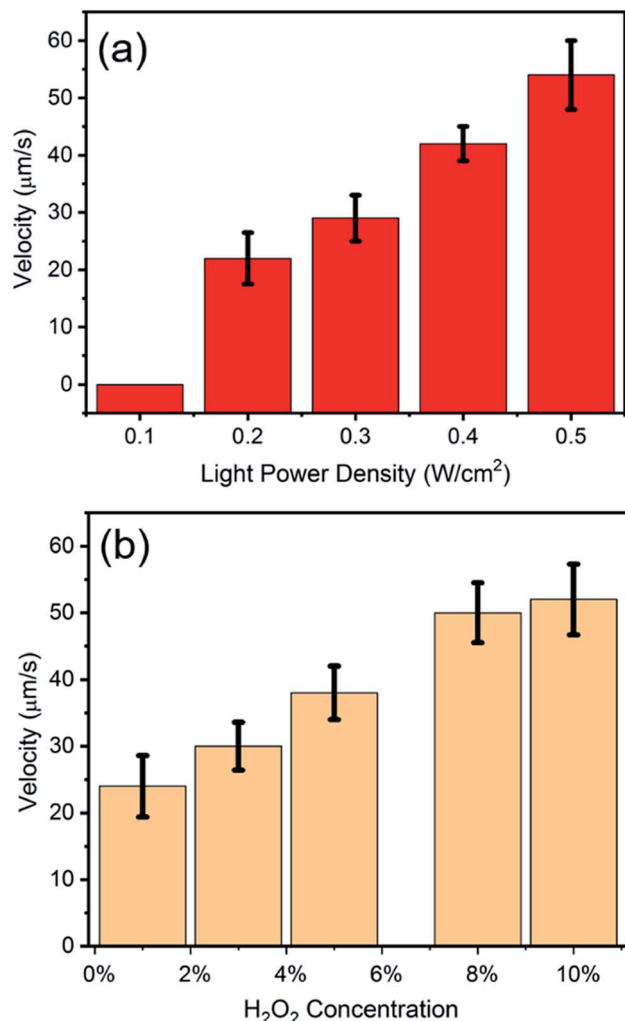 (a)
Velocity (μm/s)
60
50
40
30
20
10
0
0.1 0.2 0.3 0.4 0.5
Light Power Density (W/cm²)
(b)
Velocity (μm/s)
60
50
40
30
20
10
0
0% 2% 4% 6% 8% 10%
H₂O₂ Concentration